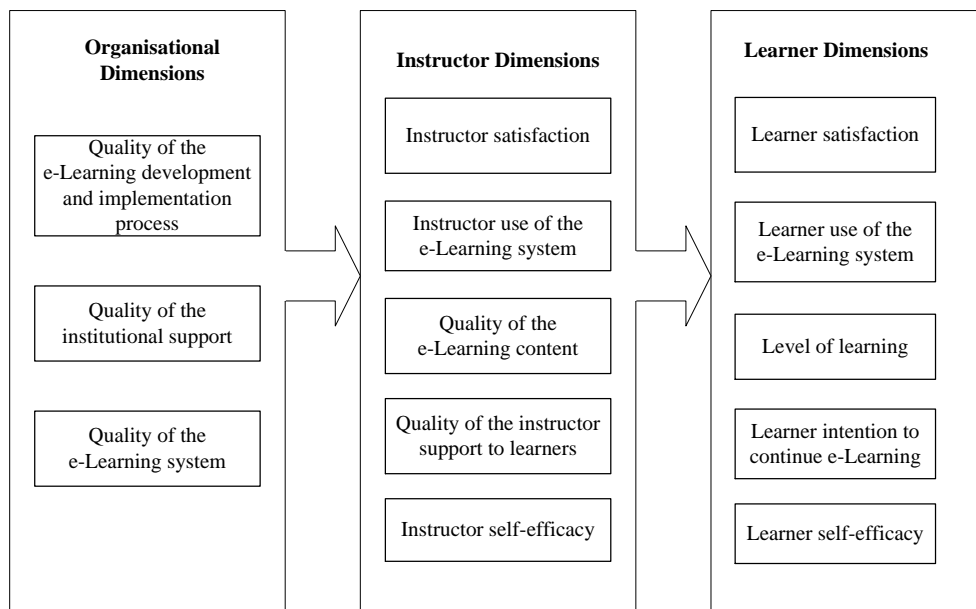 Organisational
Dimensions
Quality of the
e-Learning development
and implementation
process
Quality of the
institutional support
Quality of the
e-Learning system
Instructor Dimensions
Instructor satisfaction
Instructor use of the
e-Learning system
Quality of the
e-Learning content
Quality of the instructor
support to learners
Instructor self-efficacy
Learner Dimensions
Learner satisfaction
Learner use of the
e-Learning system
Level of learning
Learner intention to
continue e-Learning
Learner self-efficacy